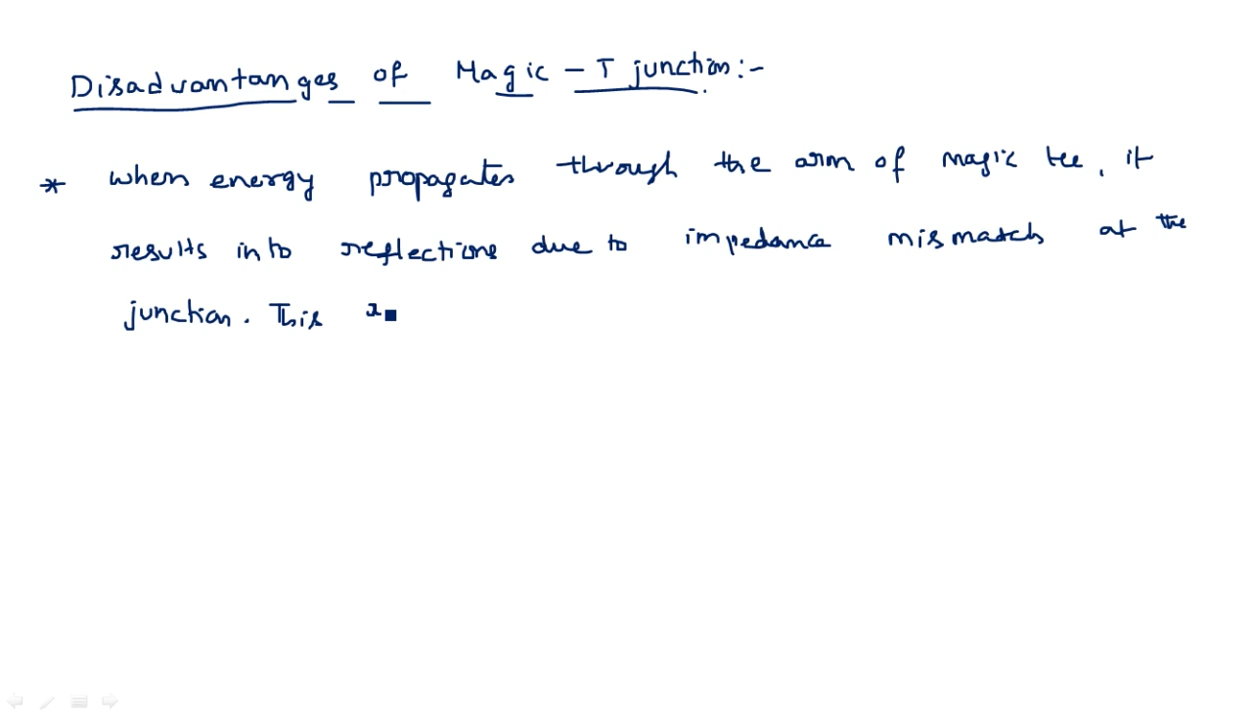 Disadvantanges of Magic - T junction:-
* when energy propagates through the arm of magic tee, it
results into reflections due to impedance mismatch at the
junction. This